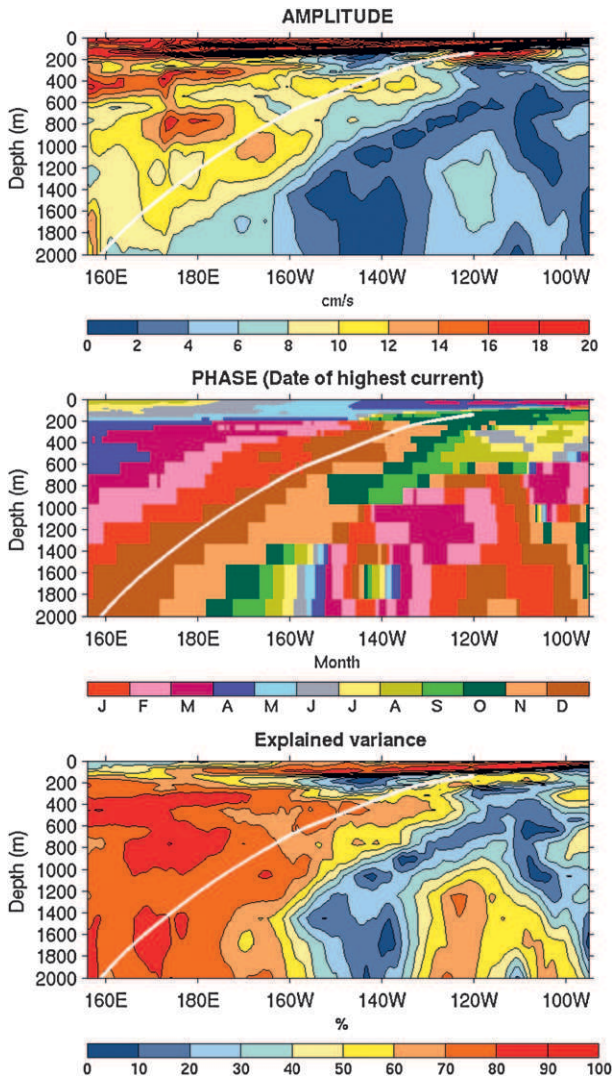 AMPLITUDE
0
200
400
600
800
1000
1200
1400
1600
1800
2000
Depth (m)
160E 180E 160W 140W 120W 100W
cm/s
0 2 4 6 8 10 12 14 16 18 20
PHASE (Date of highest current)
0
200
400
600
800
1000
1200
1400
1600
1800
2000
Depth (m)
160E 180E 160W 140W 120W 100W
Month
J F M A M J J A S O N D
Explained variance
0
200
400
600
800
1000
1200
1400
1600
1800
2000
Depth (m)
160E 180E 160W 140W 120W 100W
%
0 10 20 30 40 50 60 70 80 90 100